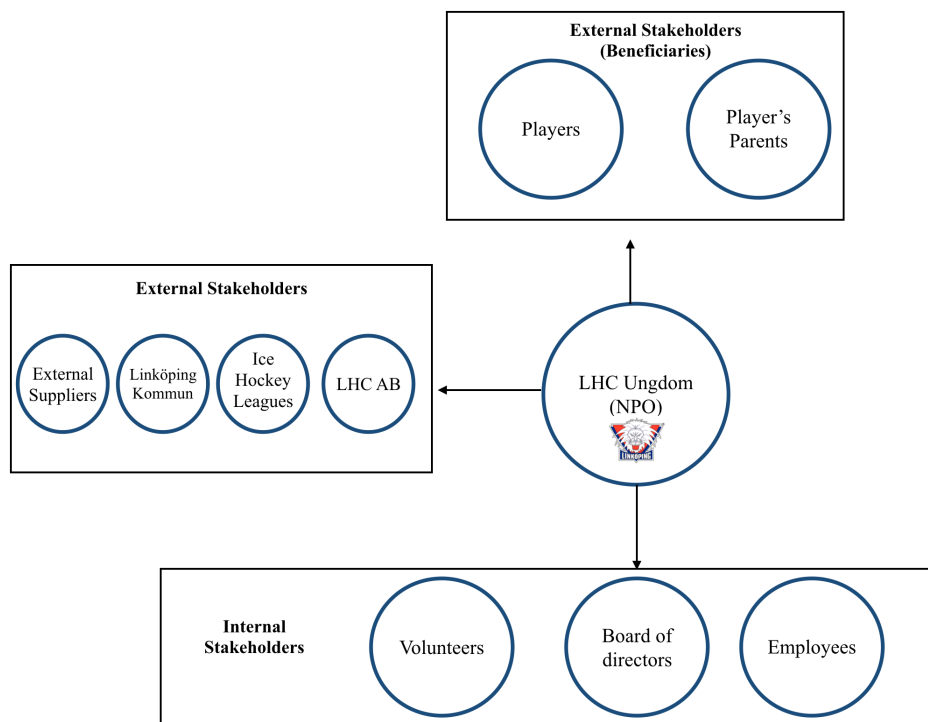 External Stakeholders
(Beneficiaries)
Players
Player’s
Parents
External Stakeholders
External
Suppliers
Linköping
Kommun
Ice
Hockey
Leagues
LHC AB
LHC Ungdom
(NPO)
LINKÖPING
Internal
Stakeholders
Volunteers
Board of
directors
Employees